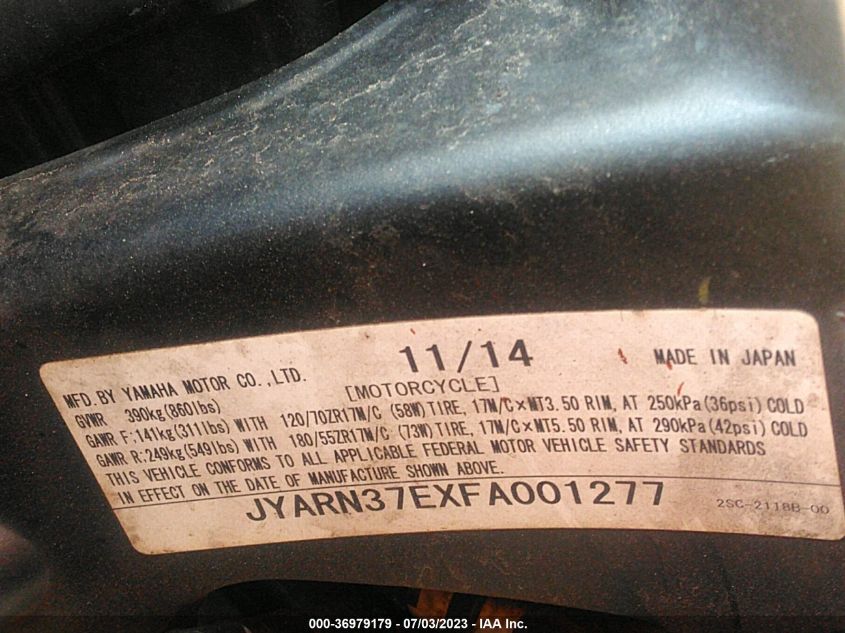 11/14
MADE IN JAPAN
MFD.BY YAMAHA MOTOR CO.,LTD.
[MOTORCYCLE]
GVWR 390kg(860lbs)
GAWR F:141kg(311lbs) WITH 120/70ZR17M/C (58W)TIRE, 17M/C×MT3.50 RIM, AT 250kPa(36psi)COLD
GAWR R:249kg(549lbs) WITH 180/55ZR17M/C (73W)TIRE, 17M/C×MT5.50 RIM, AT 290kPa(42psi)COLD
THIS VEHICLE CONFORMS TO ALL APPLICABLE FEDERAL MOTOR VEHICLE SAFETY STANDARDS
IN EFFECT ON THE DATE OF MANUFACTURE SHOWN ABOVE.
JYARN37EXFA001277
2SC-2118B-00
000-36979179 - 07/03/2023 - IAA Inc.